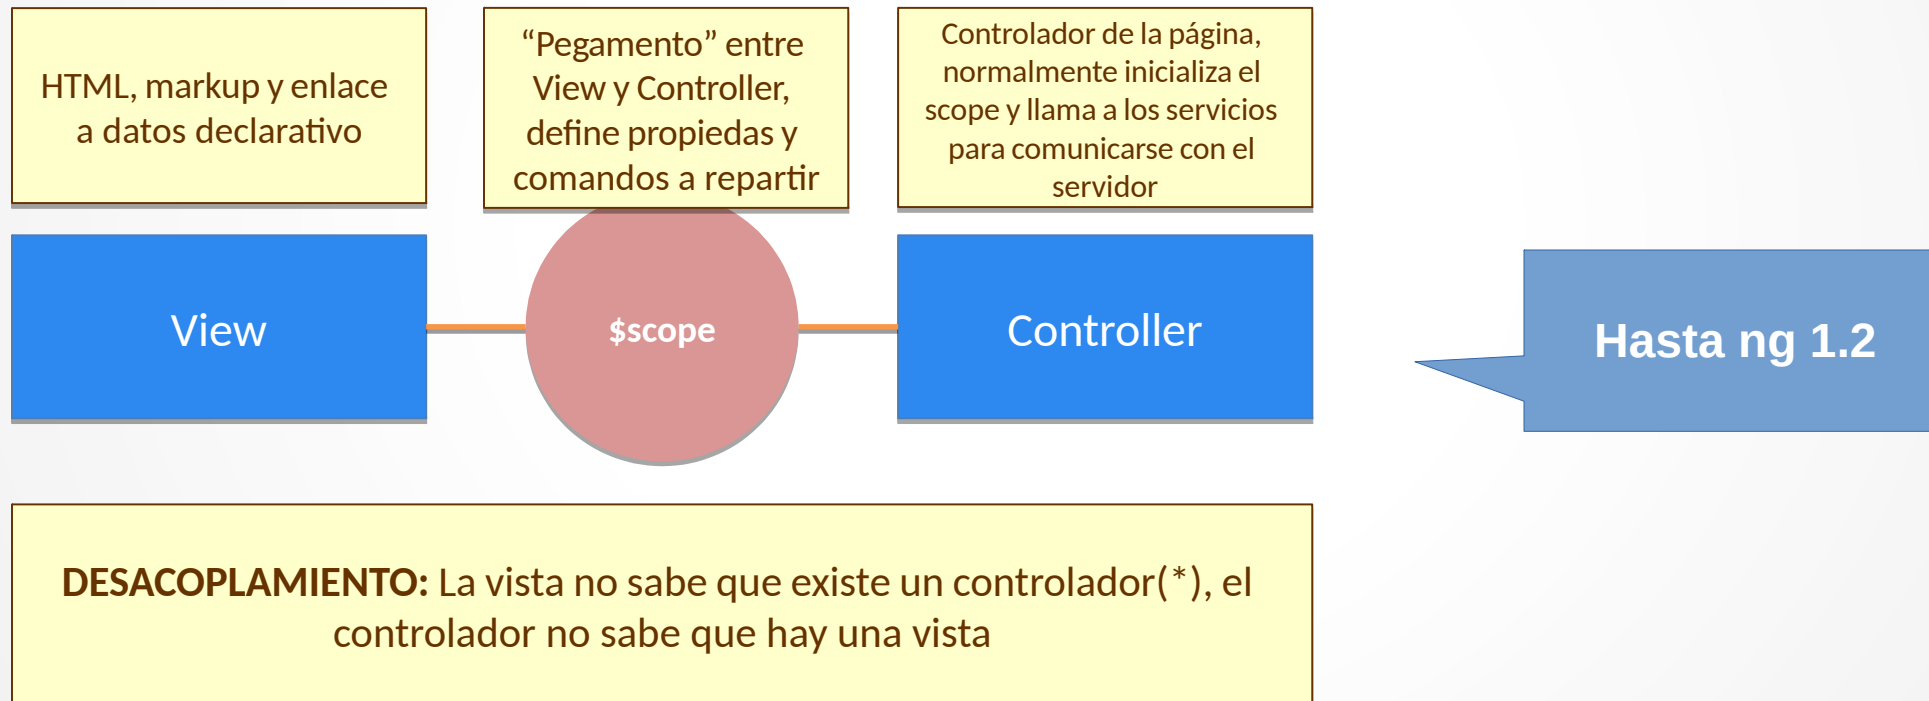 HTML, markup y enlace
a datos declarativo
“Pegamento” entre
View y Controller,
define propiedas y
comandos a repartir
Controlador de la página,
normalmente inicializa el
scope y llama a los servicios
para comunicarse con el
servidor
View
$scope
Controller
Hasta ng 1.2
DESACOPLAMIENTO: La vista no sabe que existe un controlador(*), el
controlador no sabe que hay una vista